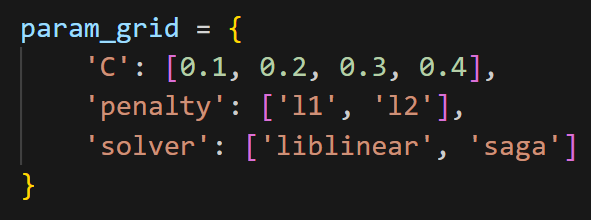 param_grid = {
    'C': [0.1, 0.2, 0.3, 0.4],
    'penalty': ['l1', 'l2'],
    'solver': ['liblinear', 'saga']
}